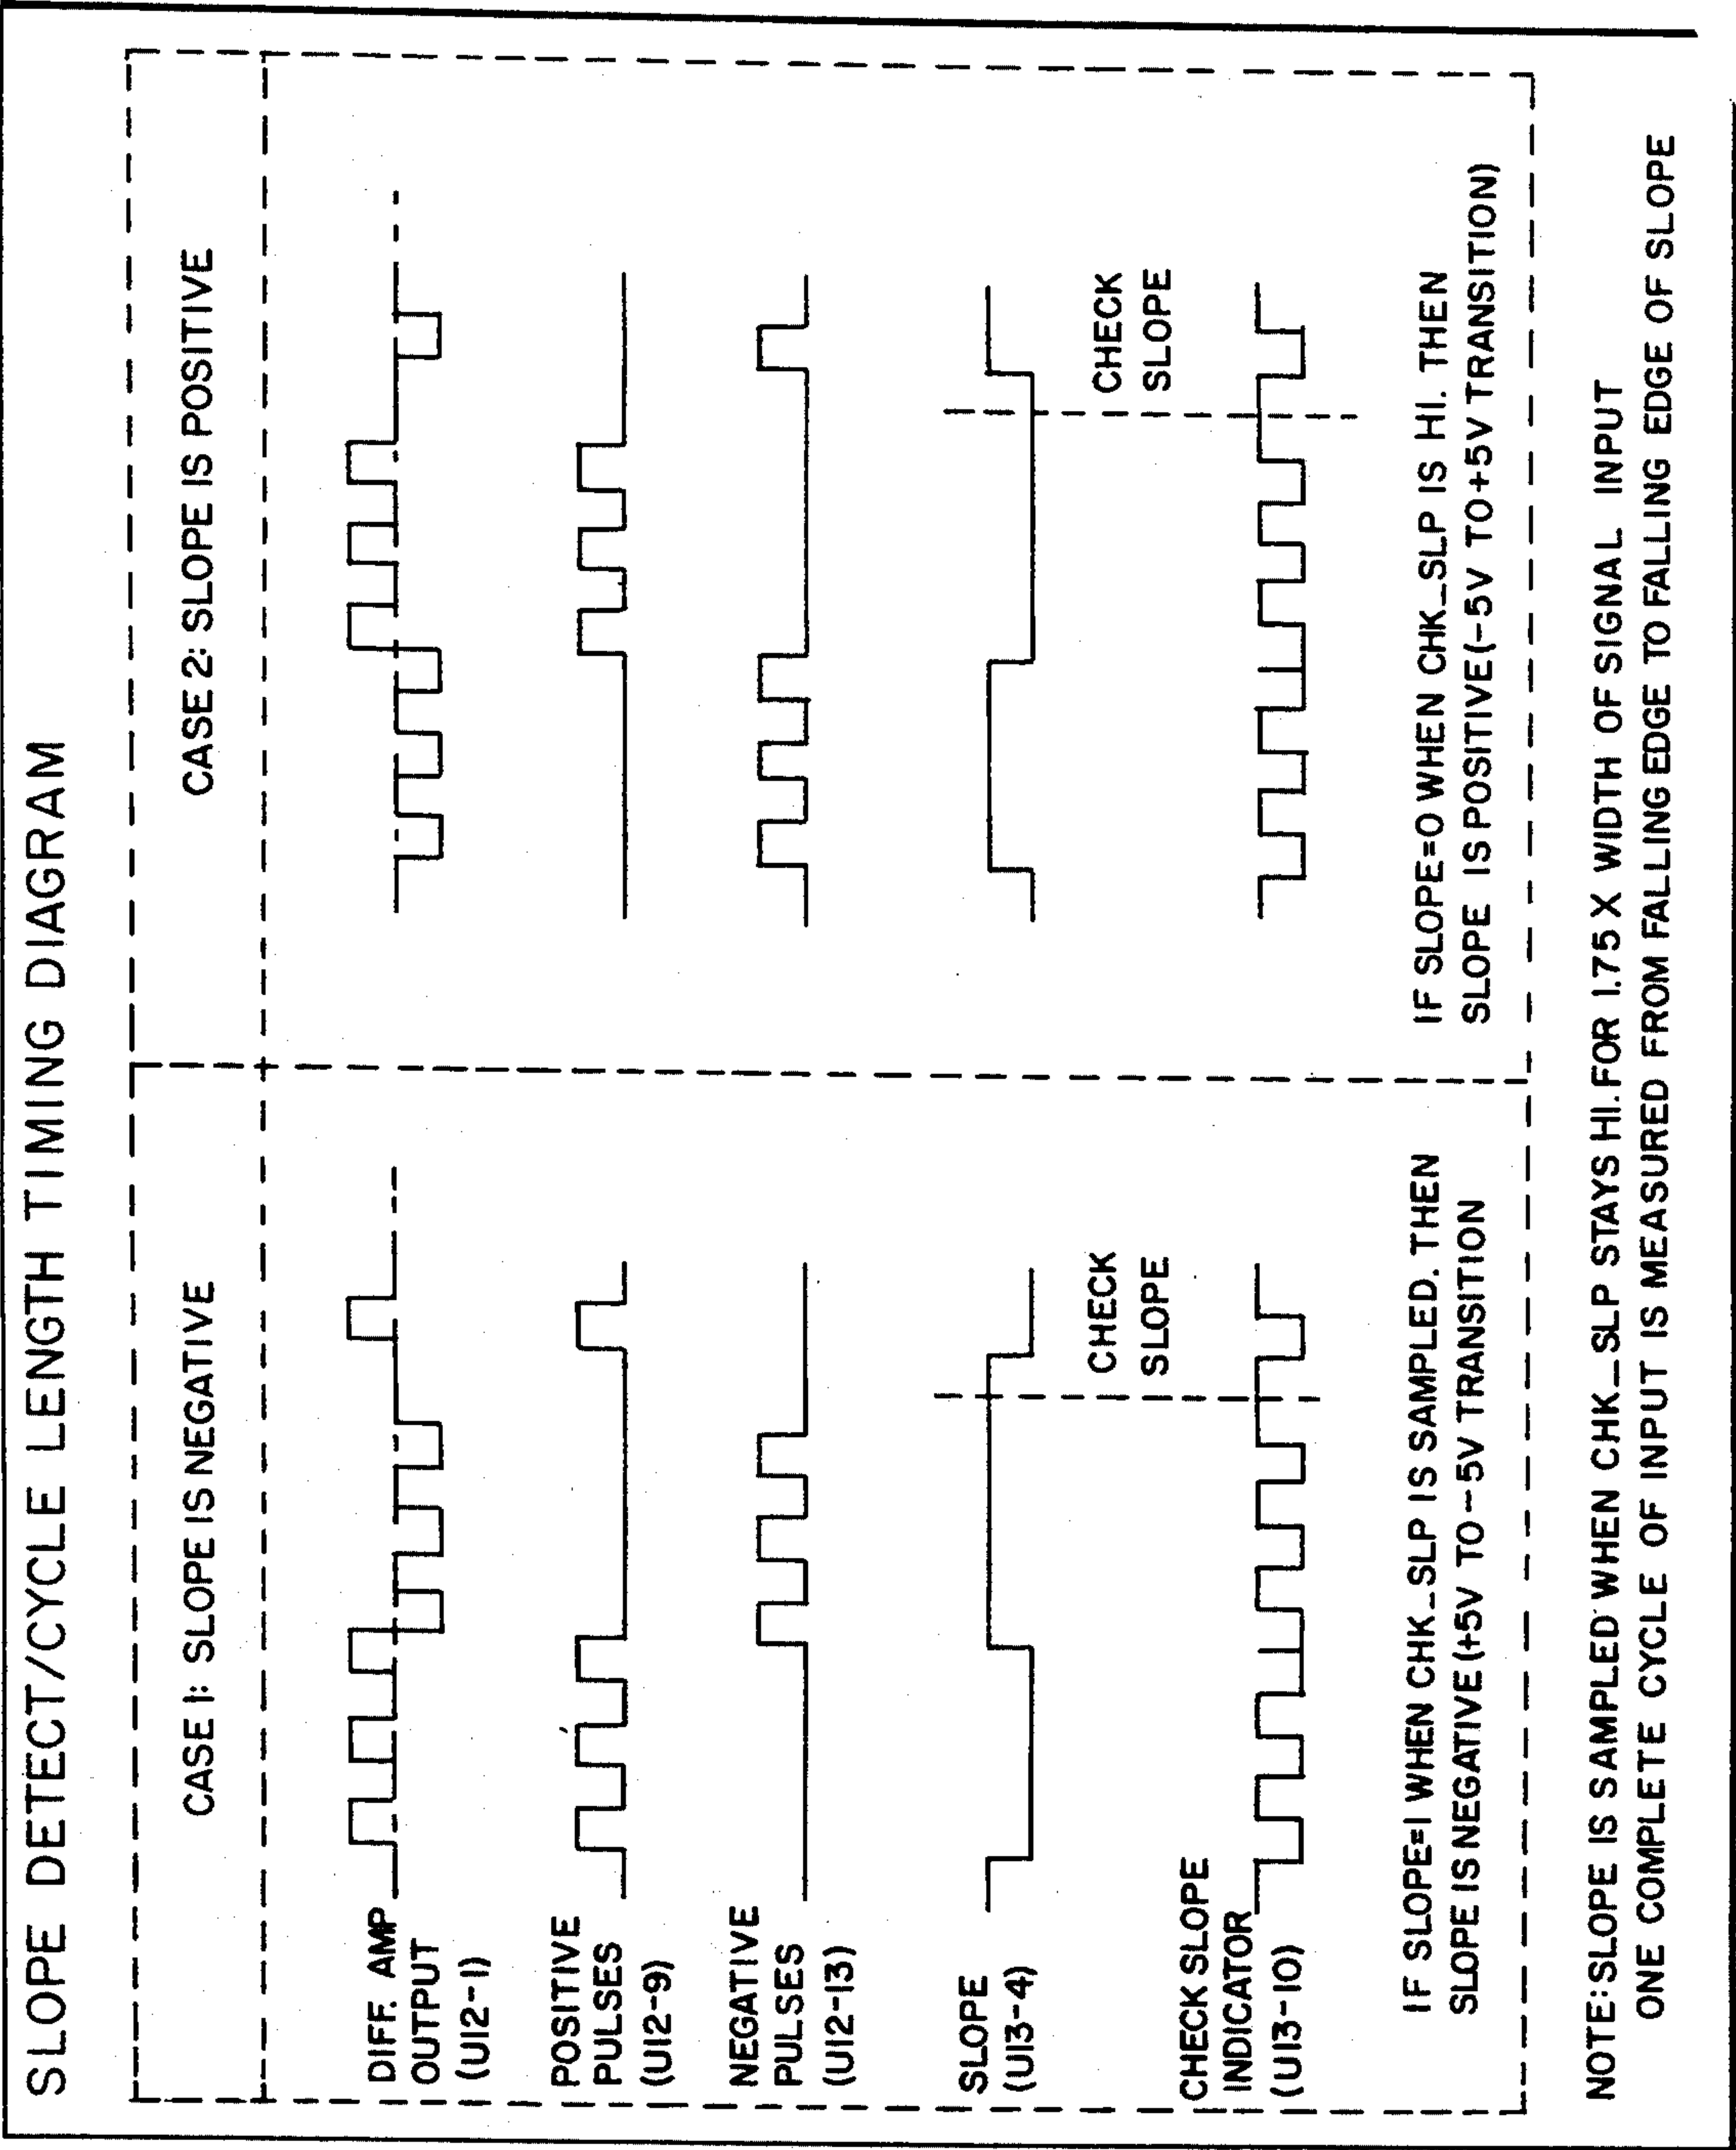 SLOPE DETECT/CYCLE LENGTH TIMING DIAGRAM
CASE 1: SLOPE IS NEGATIVE
CASE 2: SLOPE IS POSITIVE
DIFF. AMP
OUTPUT
(U12-1)
POSITIVE
PULSES
(U12-9)
NEGATIVE
PULSES
(U12-13)
SLOPE
(U13-4)
CHECK
SLOPE
CHECK
SLOPE
CHECK SLOPE
INDICATOR
(U13-10)
IF SLOPE=1 WHEN CHK_SLP IS SAMPLED. THEN
SLOPE IS NEGATIVE (+5V TO -5V TRANSITION
IF SLOPE=0 WHEN CHK_SLP IS HI. THEN
SLOPE IS POSITIVE (-5V TO +5V TRANSITION)
NOTE: SLOPE IS SAMPLED WHEN CHK_SLP STAYS HI. FOR 1.75 X WIDTH OF SIGNAL INPUT
ONE COMPLETE CYCLE OF INPUT IS MEASURED FROM FALLING EDGE TO FALLING EDGE OF SLOPE